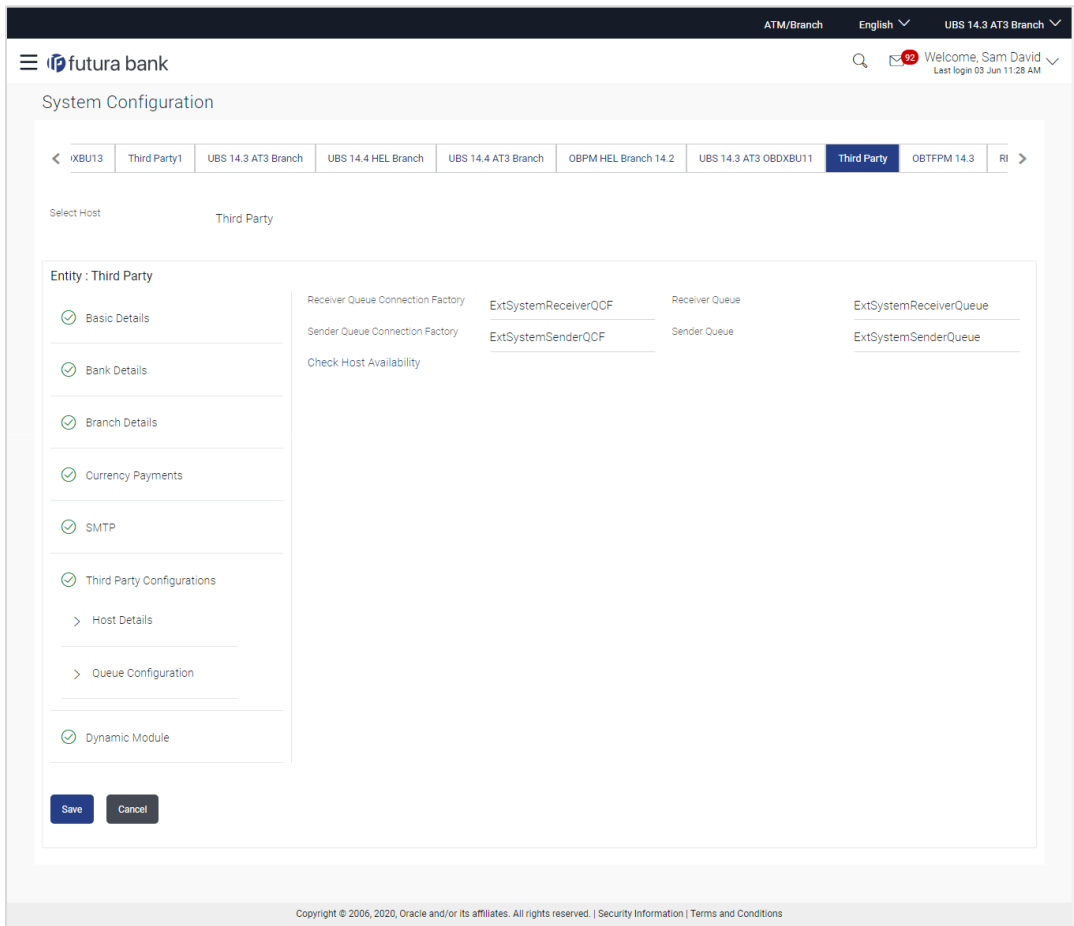 ATM/Branch English UBS 14.3 AT3 Branch
futura bank 92 Welcome, Sam David
Last login 03 Jun 11:28 AM
System Configuration
XBU13 Third Party1 UBS 14.3 AT3 Branch UBS 14.4 HEL Branch UBS 14.4 AT3 Branch OBPM HEL Branch 14.2 UBS 14.3 AT3 OBDXBU11 Third Party OBTFPM 14.3
Select Host Third Party
Entity : Third Party
Receiver Queue Connection Factory ExtSystemReceiverQCF Receiver Queue ExtSystemReceiverQueue
Sender Queue Connection Factory ExtSystemSenderQCF Sender Queue ExtSystemSenderQueue
Check Host Availability
Basic Details
Bank Details
Branch Details
Currency Payments
SMTP
Third Party Configurations
Host Details
Queue Configuration
Dynamic Module
Save Cancel
Copyright © 2006, 2020, Oracle and/or its affiliates. All rights reserved. | Security Information | Terms and Conditions